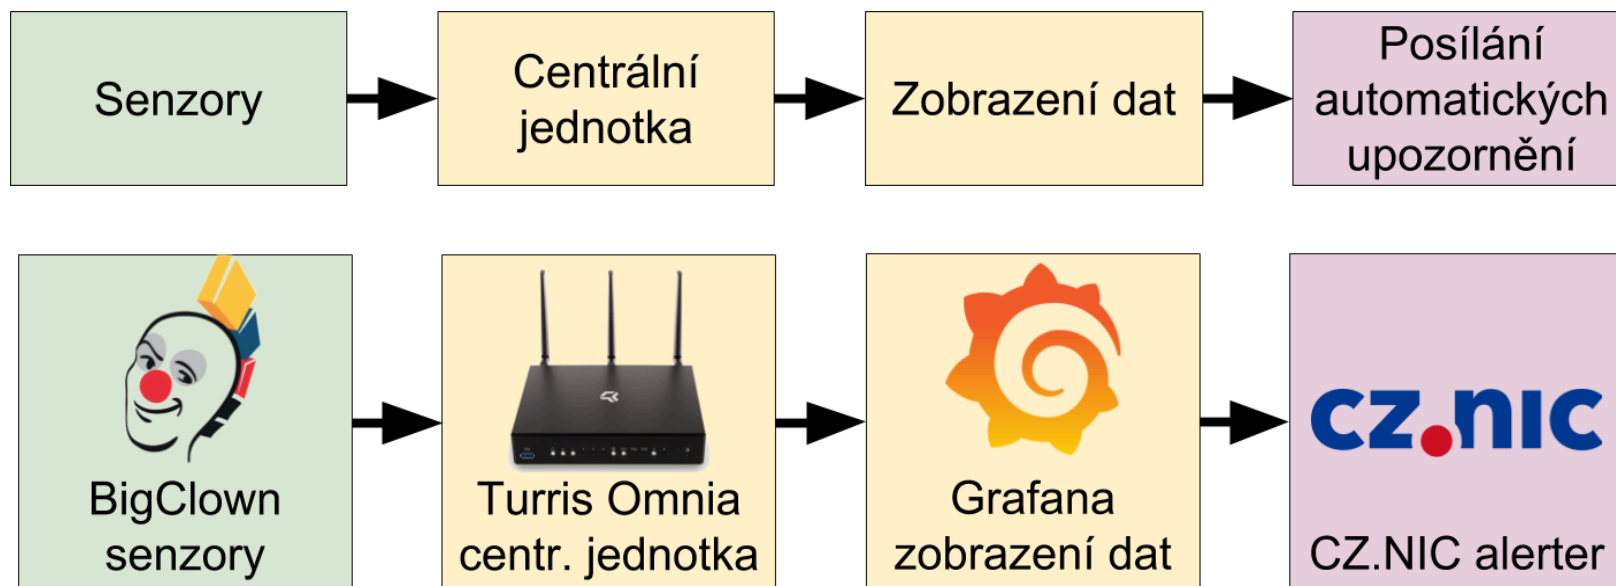 Senzory
Centrální
jednotka
Zobrazení dat
Posílání
automatických
upozornění
BigClown
senzory
Turris Omnia
centr. jednotka
Grafana
zobrazení dat
cz.nic
CZ.NIC alerter